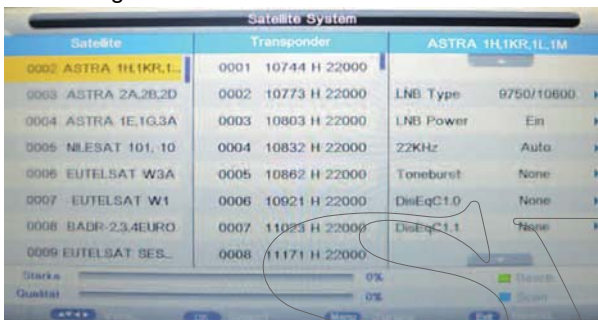 Satellite System
Satellite Transponder ASTRA 1H,1KR,1L,1M
0002 ASTRA 1H,1KR,1... 0001 10744 H 22000
0003 ASTRA 2A,2B,2D 0002 10773 H 22000 LNB Type 9750/10600
0004 ASTRA 1E,1G,3A 0003 10803 H 22000 LNB Power Ein
0005 NILESAT 101, 10 0004 10832 H 22000 22KHz Auto
0006 EUTELSAT W3A 0005 10862 H 22000 Toneburst None
0007 EUTELSAT W1 0006 10921 H 22000 DisEqC1.0 None
0008 BADR-2,3,4EURO 0007 11023 H 22000 DisEqC1.1 None
0009 EUTELSAT SES... 0008 11171 H 22000
Stärke 0%
Qualität 0% Scan
OK Menu Exit